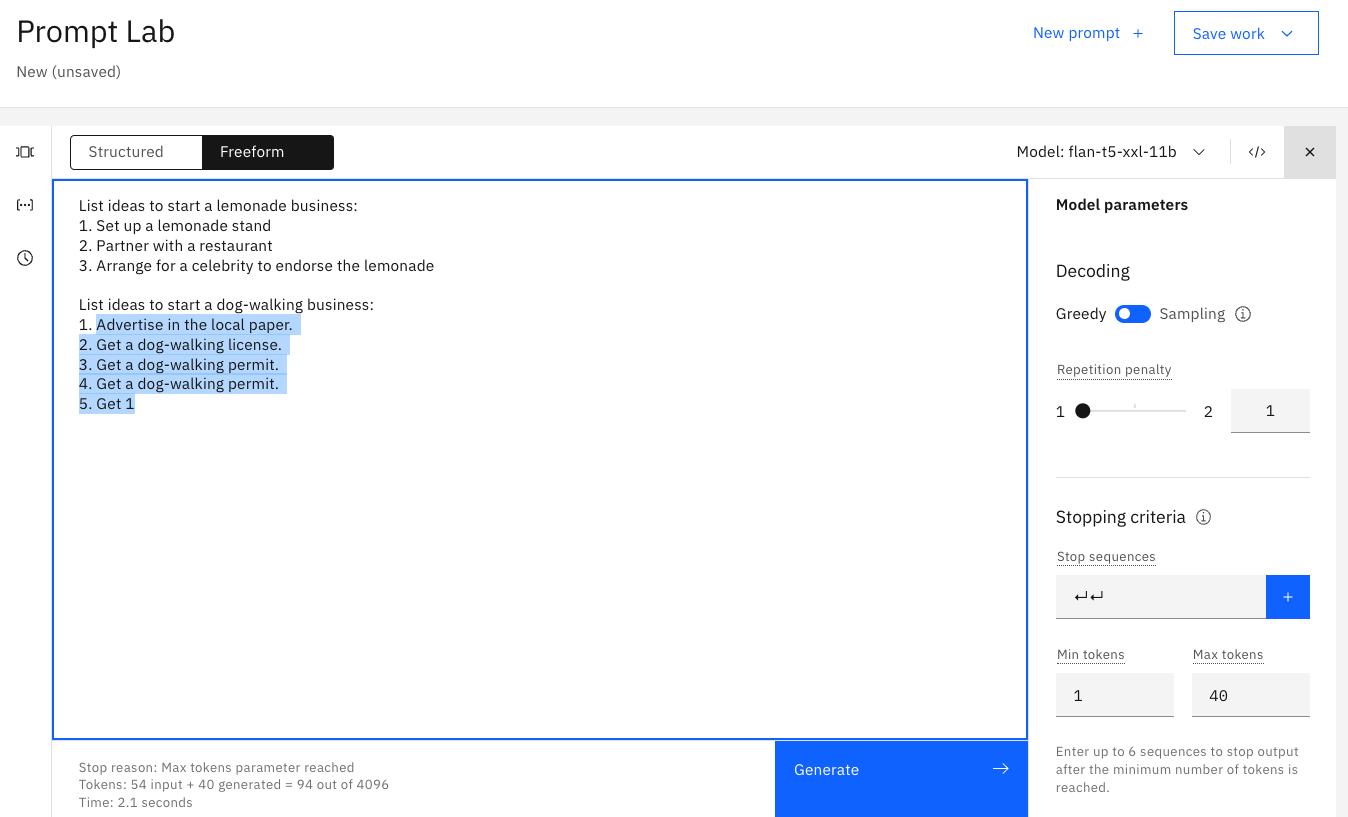 Prompt Lab
New prompt +
Save work
New (unsaved)
Structured
Freeform
Model: flan-t5-xxl-11b
</>
List ideas to start a lemonade business:
1. Set up a lemonade stand
2. Partner with a restaurant
3. Arrange for a celebrity to endorse the lemonade
List ideas to start a dog-walking business:
1. Advertise in the local paper.
2. Get a dog-walking license.
3. Get a dog-walking permit.
4. Get a dog-walking permit.
5. Get 1
Stop reason: Max tokens parameter reached
Tokens: 54 input + 40 generated = 94 out of 4096
Time: 2.1 seconds
Generate
Model parameters
Decoding
Greedy
Sampling
Repetition penalty
1
2
1
Stopping criteria
Stop sequences
↵↵
+
Min tokens
Max tokens
1
40
Enter up to 6 sequences to stop output
after the minimum number of tokens is
reached.